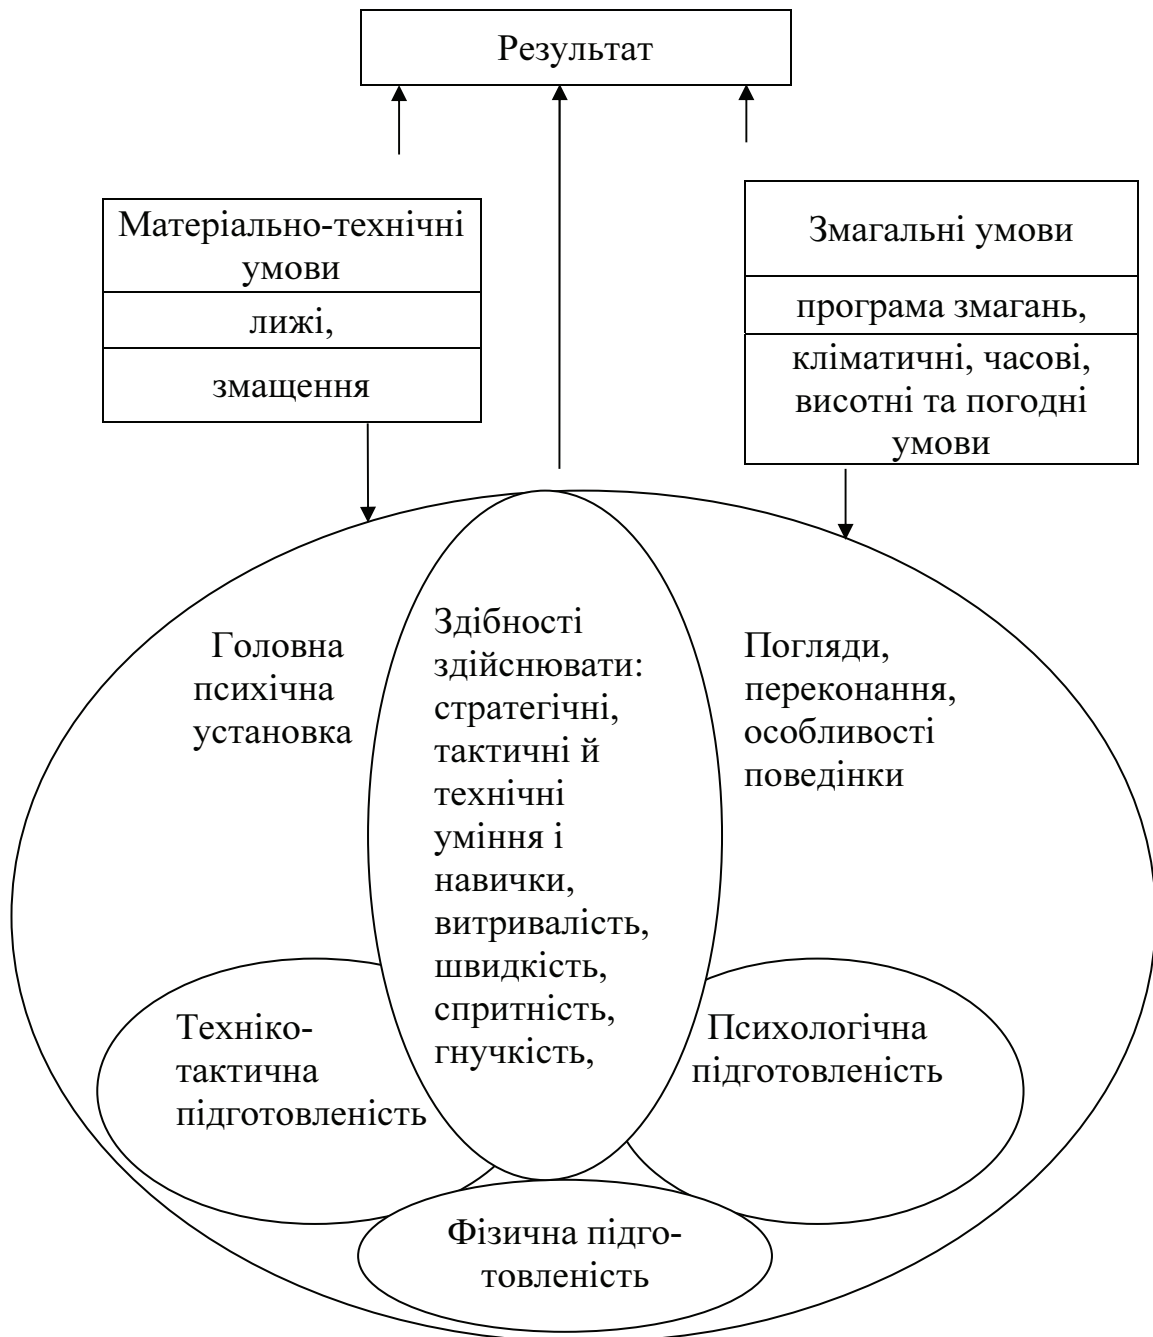 Результат
Матеріально-технічні
умови
лижі,
змащення
Змагальні умови
програма змагань,
кліматичні, часові,
висотні та погодні
умови
Головна
психічна
установка
Здібності
здійснювати:
стратегічні,
тактичні й
технічні
уміння і
навички,
витривалість,
швидкість,
спритність,
гнучкість,
Погляди,
переконання,
особливості
поведінки
Техніко-
тактична
підготовленість
Психологічна
підготовленість
Фізична підго-
товленість